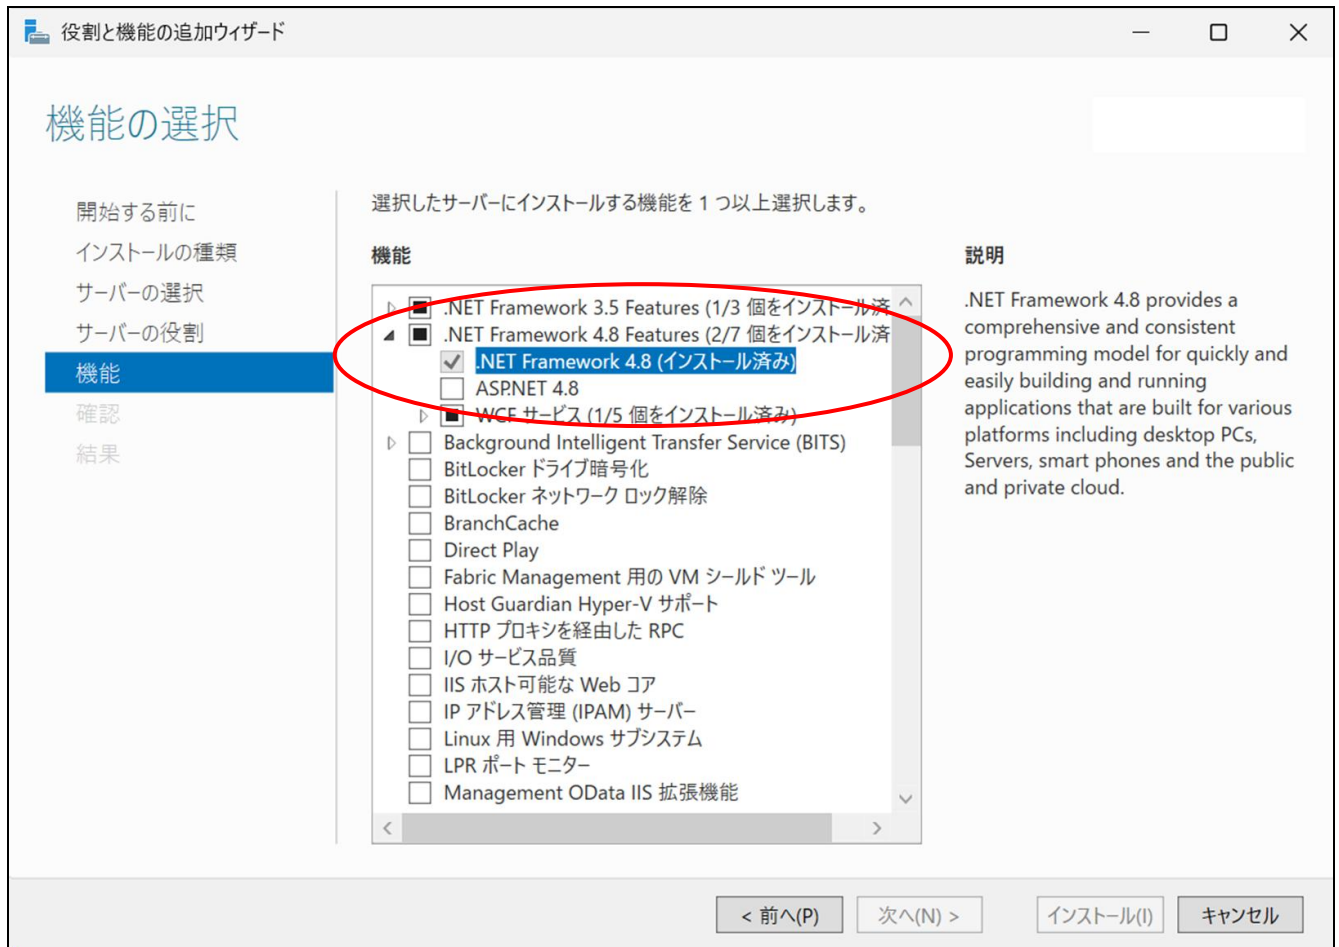 役割と機能の追加ウィザード
機能の選択
開始する前に
インストールの種類
サーバーの選択
サーバーの役割
機能
確認
結果
選択したサーバーにインストールする機能を 1 つ以上選択します。
機能
.NET Framework 3.5 Features (1/3 個をインストール済
.NET Framework 4.8 Features (2/7 個をインストール済
.NET Framework 4.8 (インストール済み)
ASP.NET 4.8
WCF サービス (1/5 個をインストール済み)
Background Intelligent Transfer Service (BITS)
BitLocker ドライブ暗号化
BitLocker ネットワーク ロック解除
BranchCache
Direct Play
Fabric Management 用の VM シールド ツール
Host Guardian Hyper-V サポート
HTTP プロキシを経由した RPC
I/O サービス品質
IIS ホスト可能な Web コア
IP アドレス管理 (IPAM) サーバー
Linux 用 Windows サブシステム
LPR ポート モニター
Management OData IIS 拡張機能
説明
.NET Framework 4.8 provides a
comprehensive and consistent
programming model for quickly and
easily building and running
applications that are built for various
platforms including desktop PCs,
Servers, smart phones and the public
and private cloud.
< 前へ(P)
次へ(N) >
インストール(I)
キャンセル